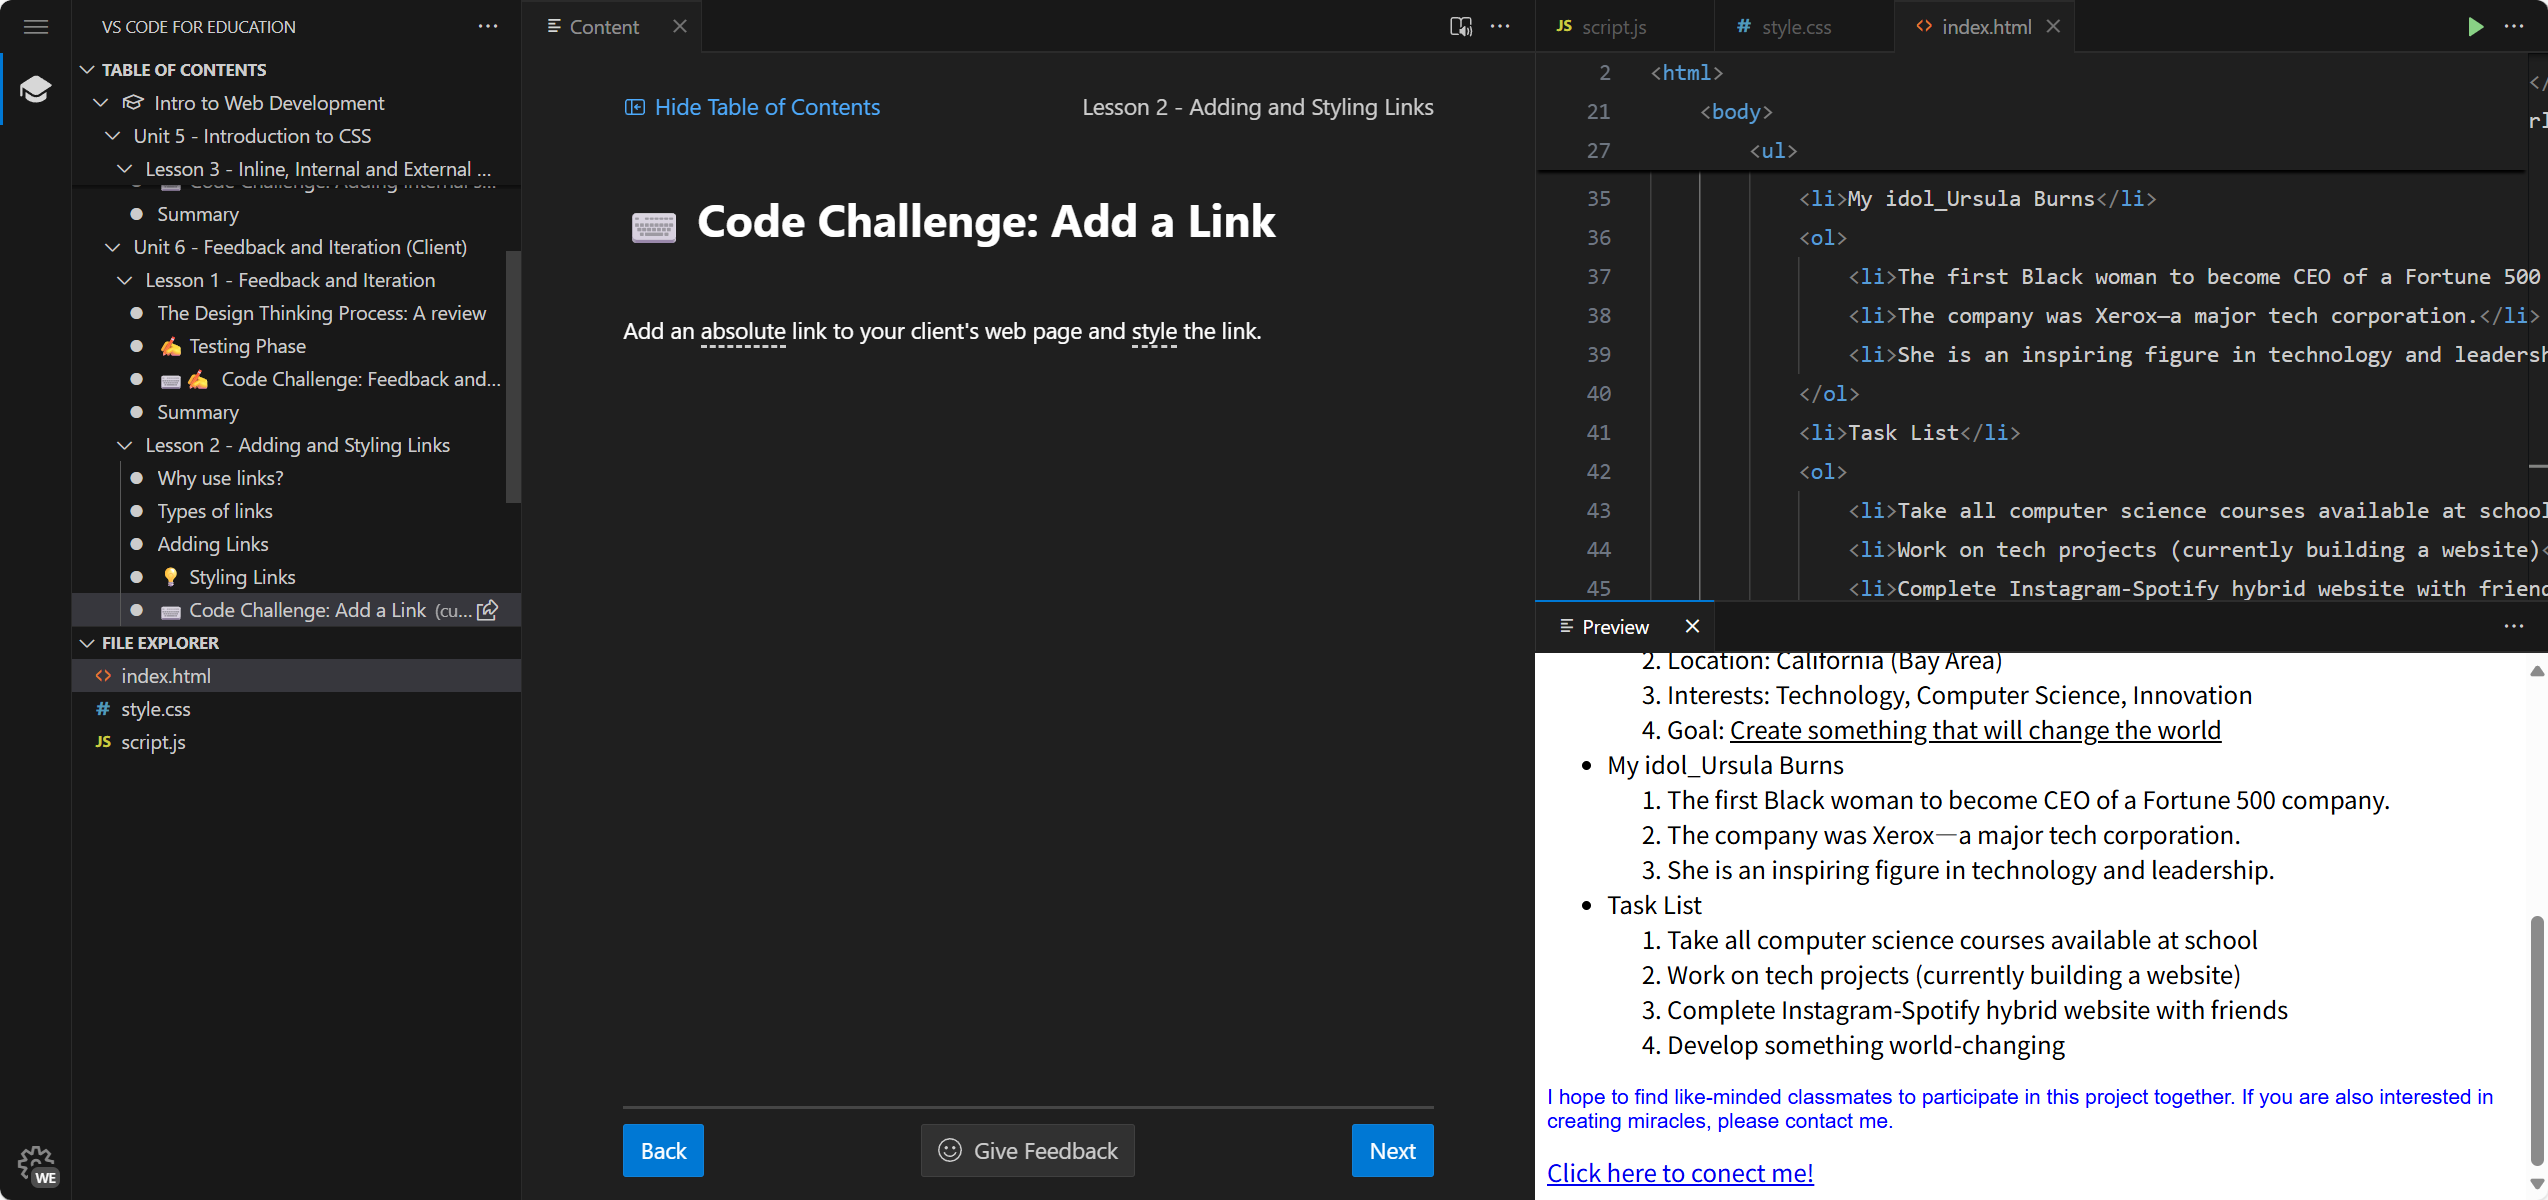 VS CODE FOR EDUCATION
TABLE OF CONTENTS
Intro to Web Development
Unit 5 - Introduction to CSS
Lesson 3 - Inline, Internal and External ...
Summary
Unit 6 - Feedback and Iteration (Client)
Lesson 1 - Feedback and Iteration
The Design Thinking Process: A review
Testing Phase
Code Challenge: Feedback and...
Summary
Lesson 2 - Adding and Styling Links
Why use links?
Types of links
Adding Links
Styling Links
Code Challenge: Add a Link (cu...
FILE EXPLORER
<> index.html
# style.css
JS script.js
WE
Content
Hide Table of Contents
Lesson 2 - Adding and Styling Links
Code Challenge: Add a Link
Add an absolute link to your client's web page and style the link.
Back
Give Feedback
Next
JS script.js
# style.css
<> index.html
2 <html>
21 <body>
27 <ul>
35 <li>My idol_Ursula Burns</li>
36 <ol>
37 <li>The first Black woman to become CEO of a Fortune 500
38 <li>The company was Xerox—a major tech corporation.</li>
39 <li>She is an inspiring figure in technology and leadersh
40 </ol>
41 <li>Task List</li>
42 <ol>
43 <li>Take all computer science courses available at school
44 <li>Work on tech projects (currently building a website)<
45 <li>Complete Instagram-Spotify hybrid website with friend
Preview
2. Location: California (Bay Area)
3. Interests: Technology, Computer Science, Innovation
4. Goal: Create something that will change the world
• My idol_Ursula Burns
1. The first Black woman to become CEO of a Fortune 500 company.
2. The company was Xerox—a major tech corporation.
3. She is an inspiring figure in technology and leadership.
• Task List
1. Take all computer science courses available at school
2. Work on tech projects (currently building a website)
3. Complete Instagram-Spotify hybrid website with friends
4. Develop something world-changing
I hope to find like-minded classmates to participate in this project together. If you are also interested in
creating miracles, please contact me.
Click here to conect me!